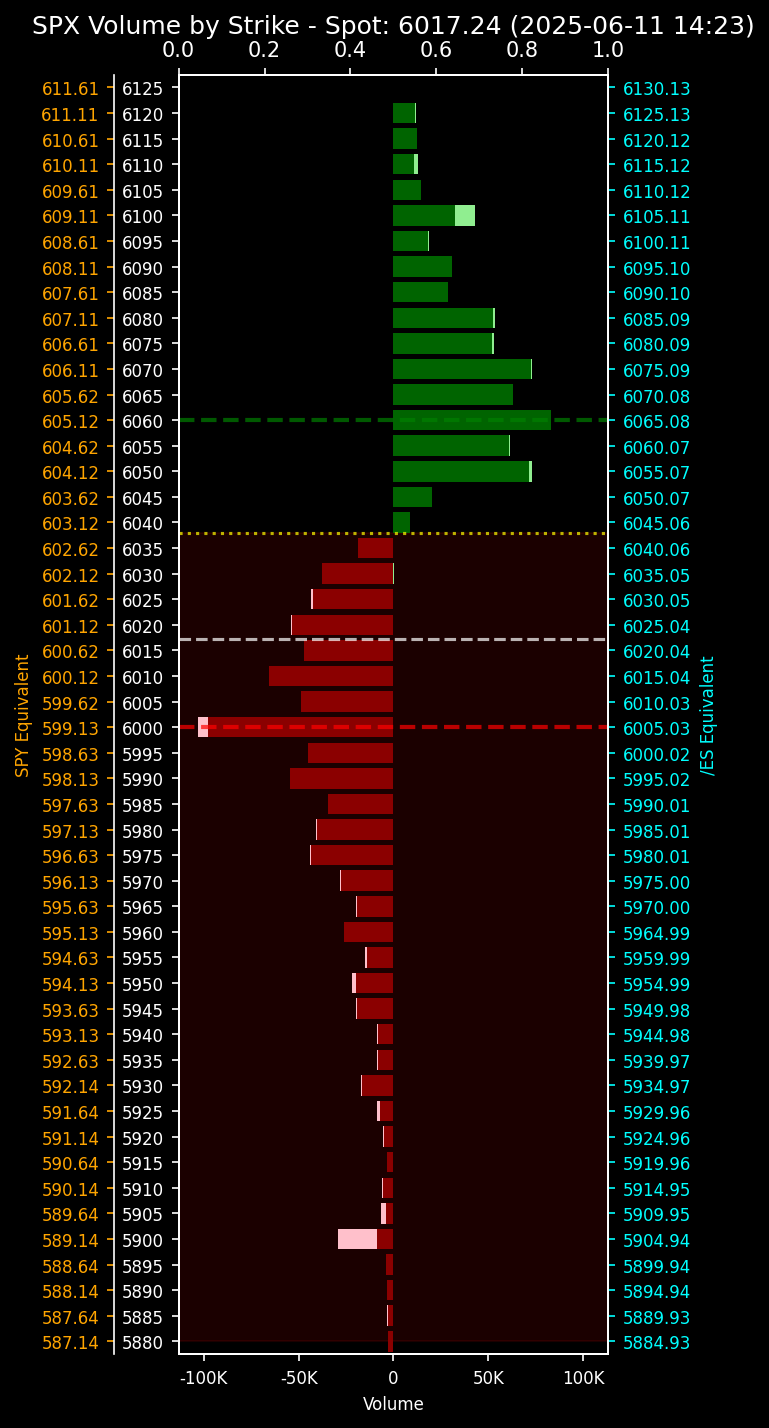 SPX Volume by Strike - Spot: 6017.24 (2025-06-11 14:23)
0.0 0.2 0.4 0.6 0.8 1.0
611.61 6125 6130.13
611.11 6120 6125.13
610.61 6115 6120.12
610.11 6110 6115.12
609.61 6105 6110.12
609.11 6100 6105.11
608.61 6095 6100.11
608.11 6090 6095.10
607.61 6085 6090.10
607.11 6080 6085.09
606.61 6075 6080.09
606.11 6070 6075.09
605.62 6065 6070.08
605.12 6060 6065.08
604.62 6055 6060.07
604.12 6050 6055.07
603.62 6045 6050.07
603.12 6040 6045.06
602.62 6035 6040.06
602.12 6030 6035.05
601.62 6025 6030.05
601.12 6020 6025.04
600.62 6015 6020.04
600.12 6010 6015.04
599.62 6005 6010.03
599.13 6000 6005.03
598.63 5995 6000.02
598.13 5990 5995.02
597.63 5985 5990.01
597.13 5980 5985.01
596.63 5975 5980.01
596.13 5970 5975.00
595.63 5965 5970.00
595.13 5960 5964.99
594.63 5955 5959.99
594.13 5950 5954.99
593.63 5945 5949.98
593.13 5940 5944.98
592.63 5935 5939.97
592.14 5930 5934.97
591.64 5925 5929.96
591.14 5920 5924.96
590.64 5915 5919.96
590.14 5910 5914.95
589.64 5905 5909.95
589.14 5900 5904.94
588.64 5895 5899.94
588.14 5890 5894.94
587.64 5885 5889.93
587.14 5880 5884.93
SPY Equivalent
/ES Equivalent
-100K -50K 0 50K 100K
Volume